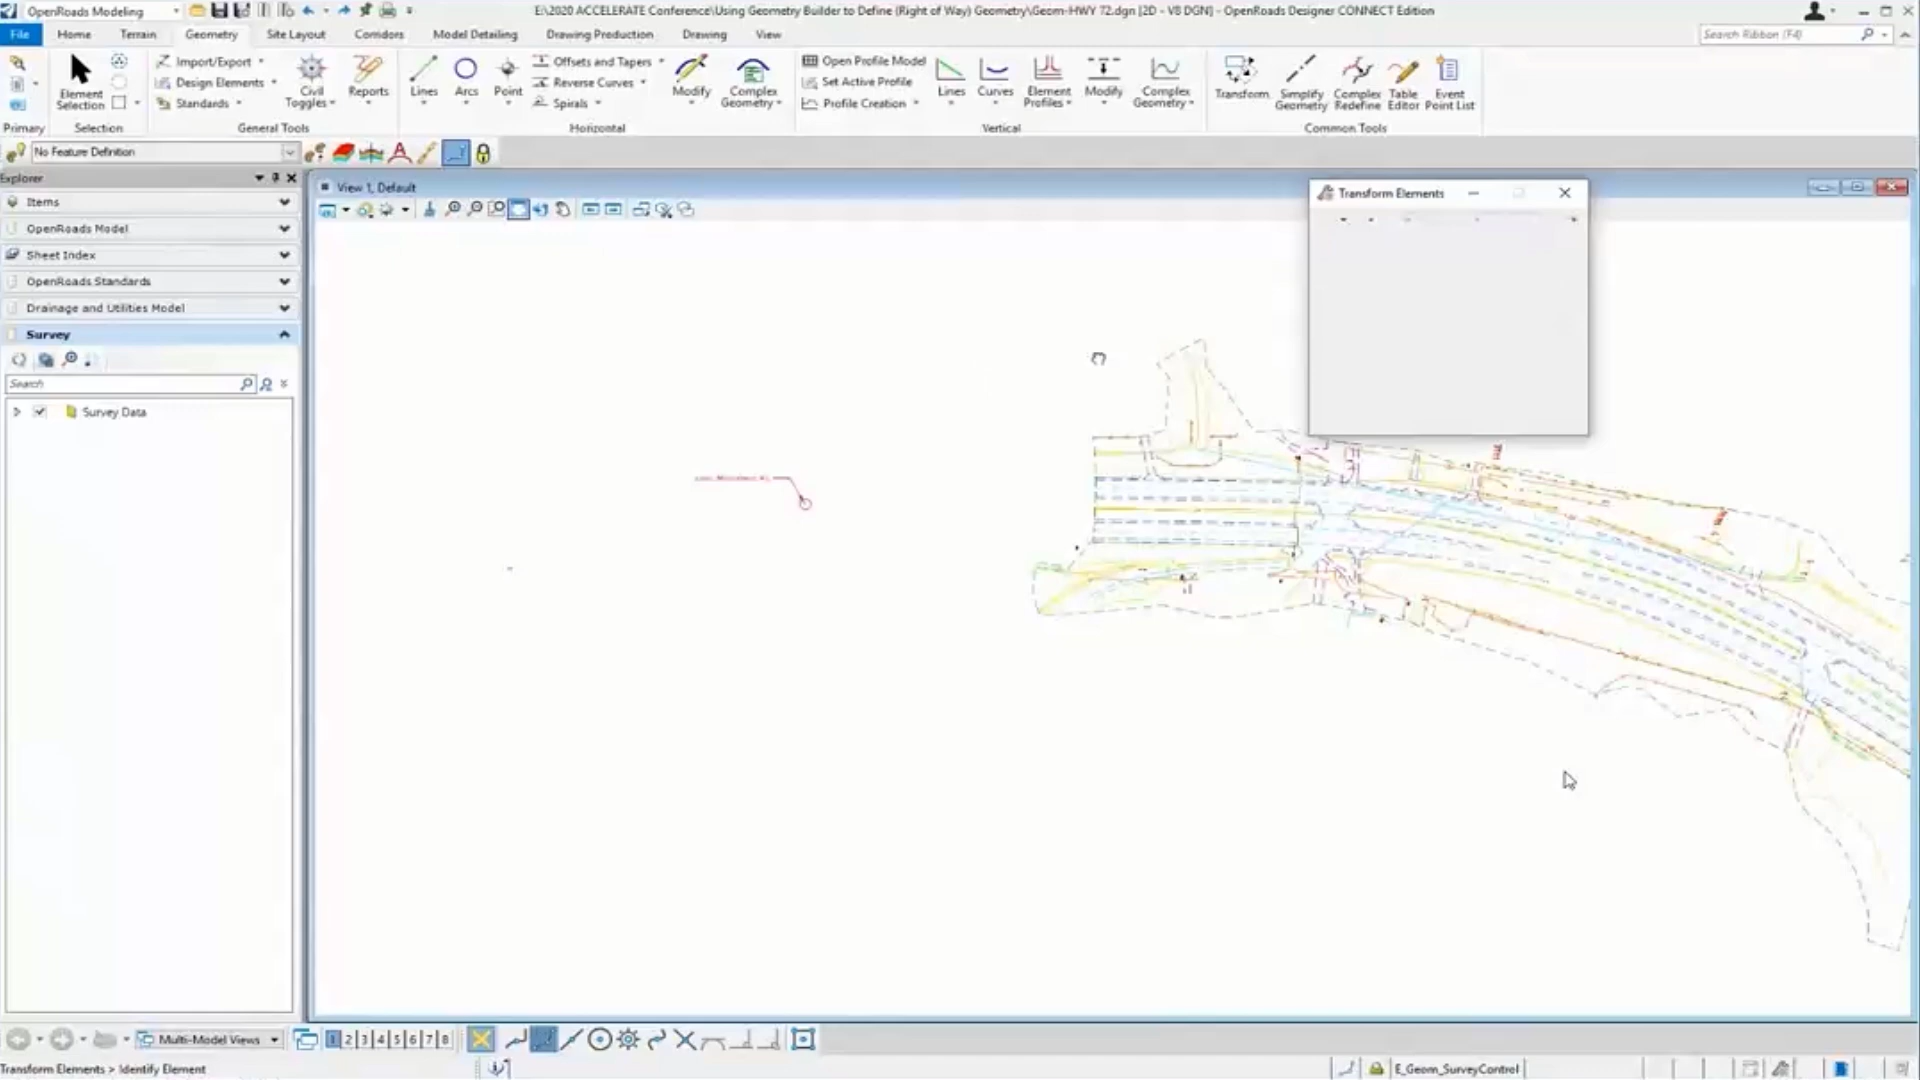 OpenRoads Modeling
E:\2020 ACCELERATE Conference\Using Geometry Builder to Define (Right of Way) Geometry\Geom-HWY 72.dgn [2D - V8 DGN] - OpenRoads Designer CONNECT Edition
File Home Terrain Geometry Site Layout Corridors Model Detailing Drawing Production Drawing View
Search Ribbon (F4)
Element Selection
Import/Export
Design Elements
Standards
Civil Toggles
Reports
Lines
Arcs
Point
Offsets and Tapers
Reverse Curves
Spirals
Modify
Complex Geometry
Open Profile Model
Set Active Profile
Profile Creation
Lines
Curves
Element Profiles
Modify
Complex Geometry
Transform
Simplify Geometry
Complex Redefine
Table Editor
Event Point List
Primary
Selection
General Tools
Horizontal
Vertical
Common Tools
No Feature Definition
Explorer
View 1, Default
Transform Elements
Items
OpenRoads Model
Sheet Index
OpenRoads Standards
Drainage and Utilities Model
Survey
Search
Survey Data
Multi-Model Views
1 2 3 4 5 6 7 8
Transform Elements > Identify Element
E_Geom_SurveyControl